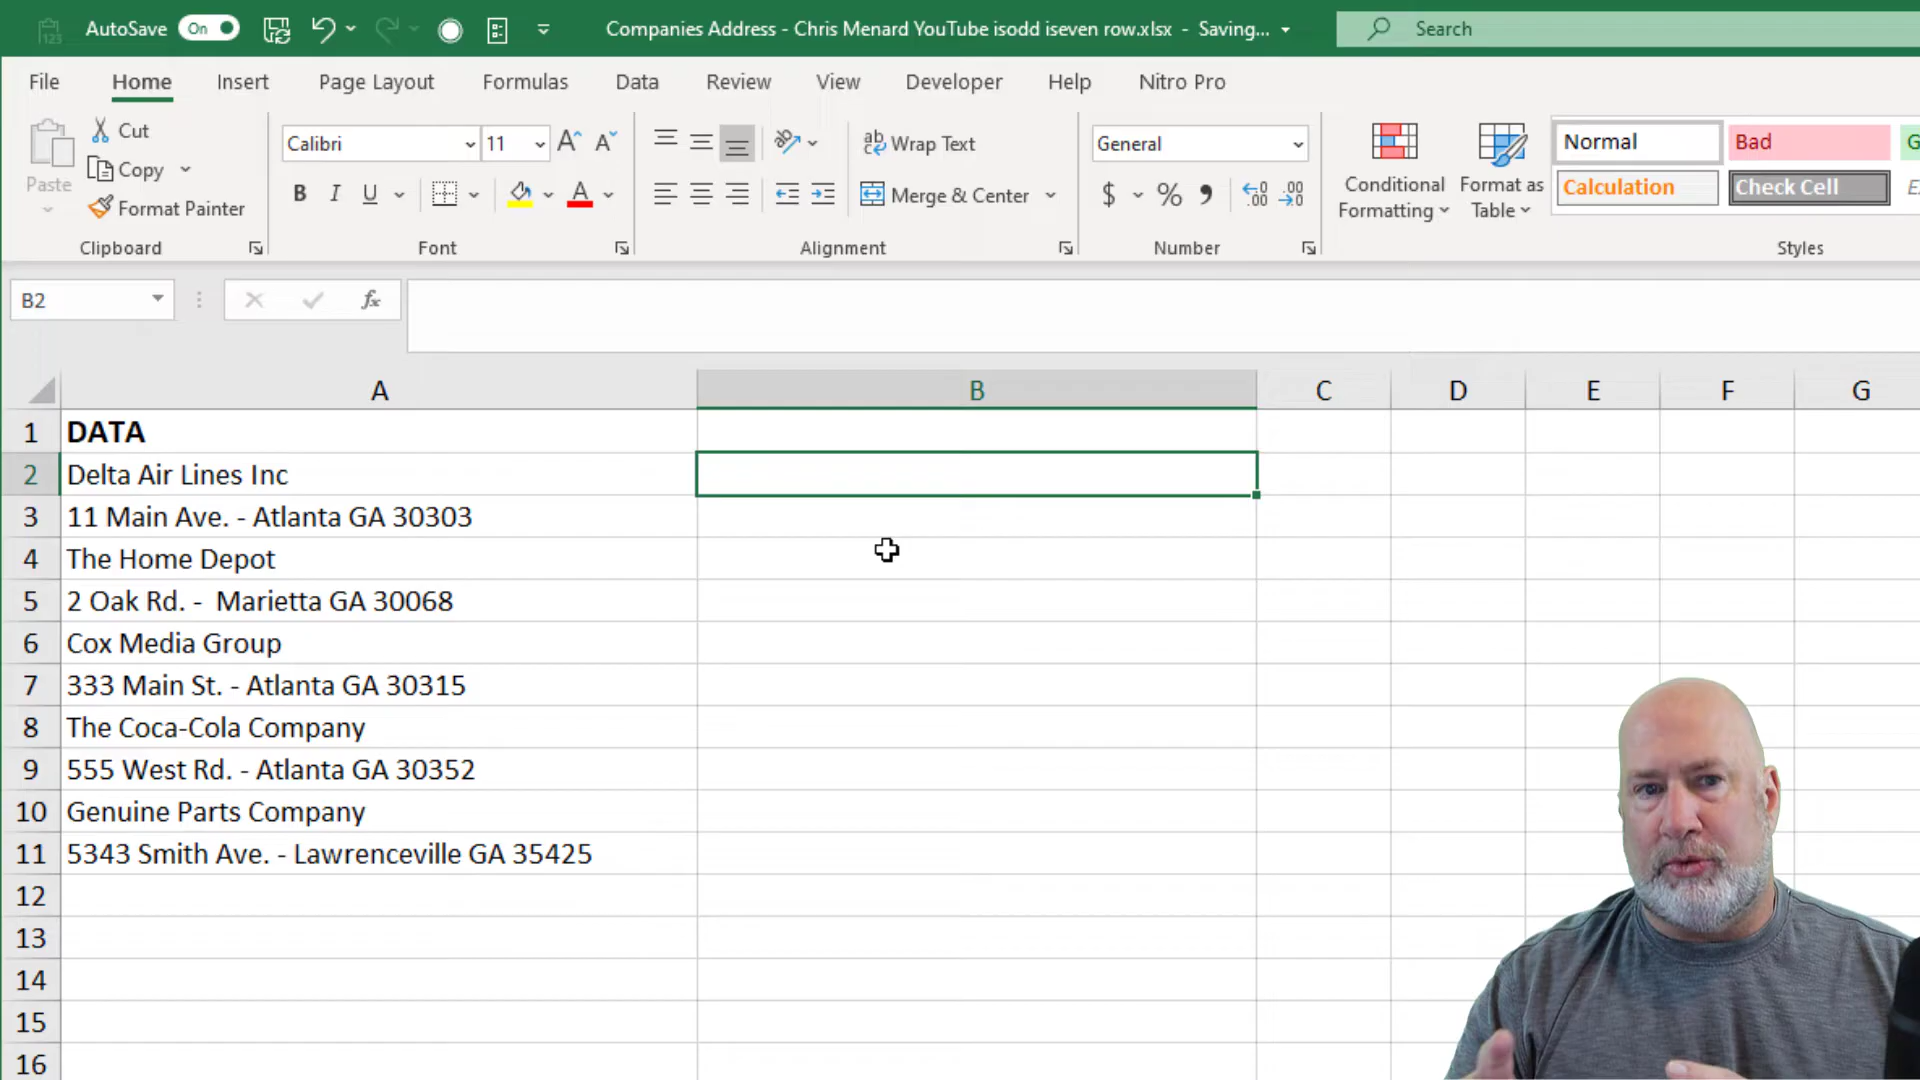 AutoSave On Companies Address - Chris Menard YouTube isodd iseven row.xlsx - Saving... Search
File Home Insert Page Layout Formulas Data Review View Developer Help Nitro Pro
Paste Cut Copy Format Painter
Clipboard
Calibri 11
B I U A
Font
Wrap Text
Merge & Center
Alignment
General
$ % 9
Number
Conditional Formatting
Format as Table
Normal Bad G
Calculation Check Cell
Styles
B2 fx
A B C D E F G
1 DATA
2 Delta Air Lines Inc
3 11 Main Ave. - Atlanta GA 30303
4 The Home Depot
5 2 Oak Rd. -  Marietta GA 30068
6 Cox Media Group
7 333 Main St. - Atlanta GA 30315
8 The Coca-Cola Company
9 555 West Rd. - Atlanta GA 30352
10 Genuine Parts Company
11 5343 Smith Ave. - Lawrenceville GA 35425
12
13
14
15
16